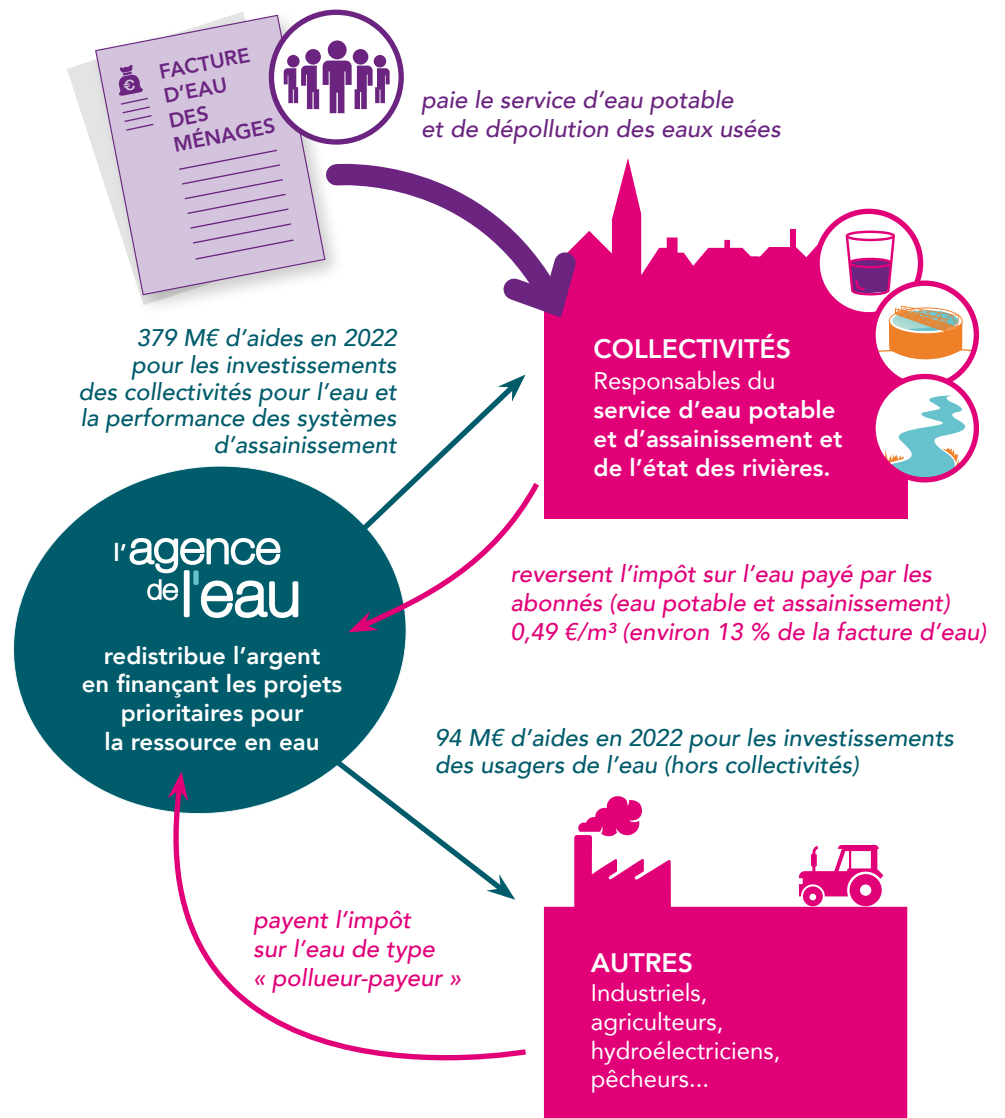 FACTURE
D'EAU
DES
MÉNAGES
paie le service d'eau potable
et de dépollution des eaux usées
379 M€ d'aides en 2022
pour les investissements
des collectivités pour l'eau et
la performance des systèmes
d'assainissement
COLLECTIVITÉS
Responsables du
service d'eau potable
et d'assainissement et
de l'état des rivières.
l'agence
de l'eau
redistribue l'argent
en finançant les projets
prioritaires pour
la ressource en eau
reversent l'impôt sur l'eau payé par les
abonnés (eau potable et assainissement)
0,49 €/m³ (environ 13 % de la facture d'eau)
94 M€ d'aides en 2022 pour les investissements
des usagers de l'eau (hors collectivités)
payent l'impôt
sur l'eau de type
« pollueur-payeur »
AUTRES
Industriels,
agriculteurs,
hydroélectriciens,
pêcheurs...